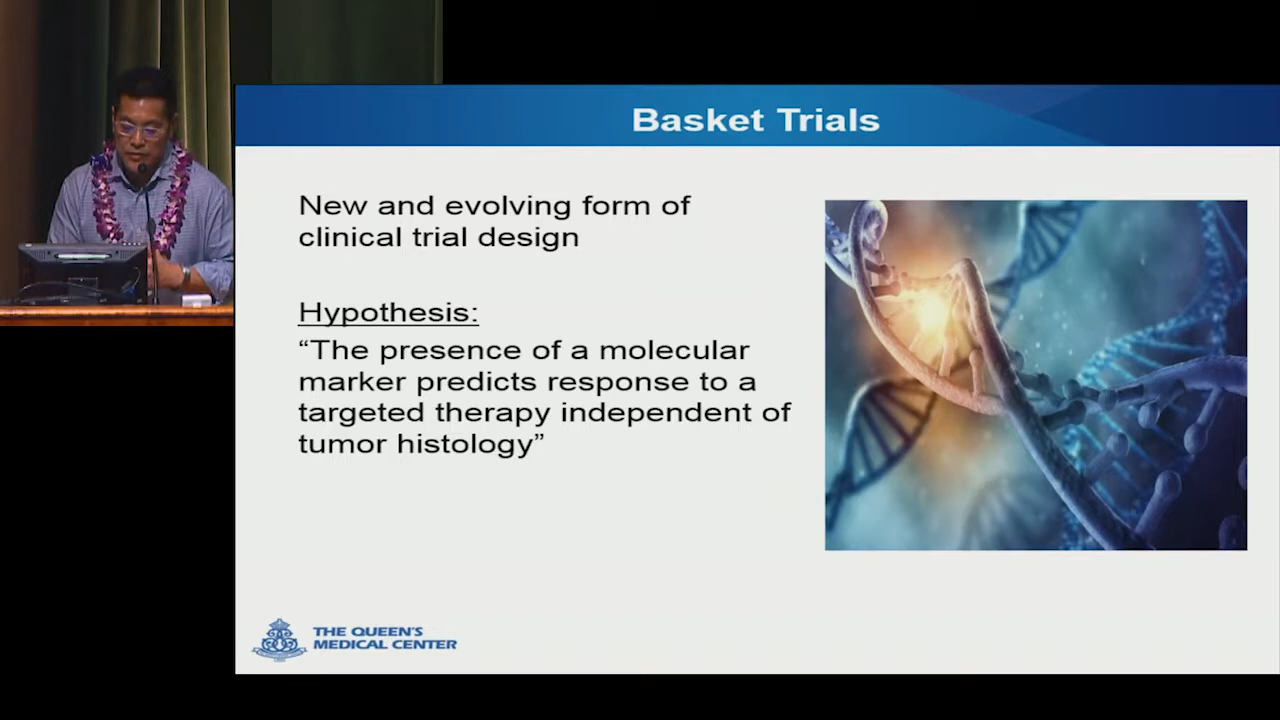 Basket Trials
New and evolving form of
clinical trial design
Hypothesis:
“The presence of a molecular
marker predicts response to a
targeted therapy independent of
tumor histology”
THE QUEEN'S
MEDICAL CENTER